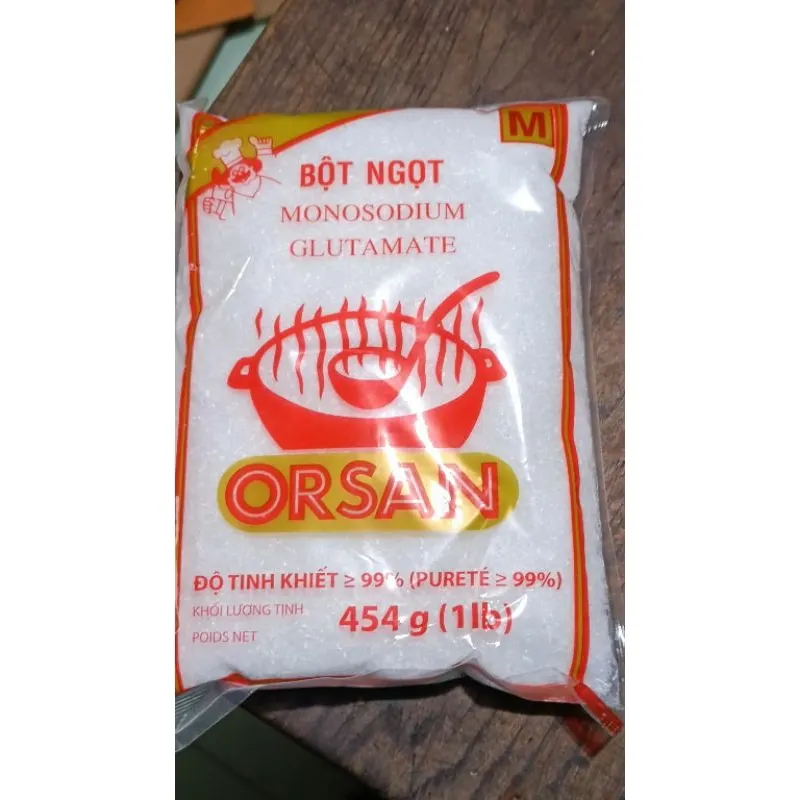 M
BỘT NGỌT
MONOSODIUM
GLUTAMATE
ORSAN
ĐỘ TINH KHIẾT ≥ 99% (PURETÉ ≥ 99%)
KHỐI LƯỢNG TỊNH
454 g (1lb)
POIDS NET